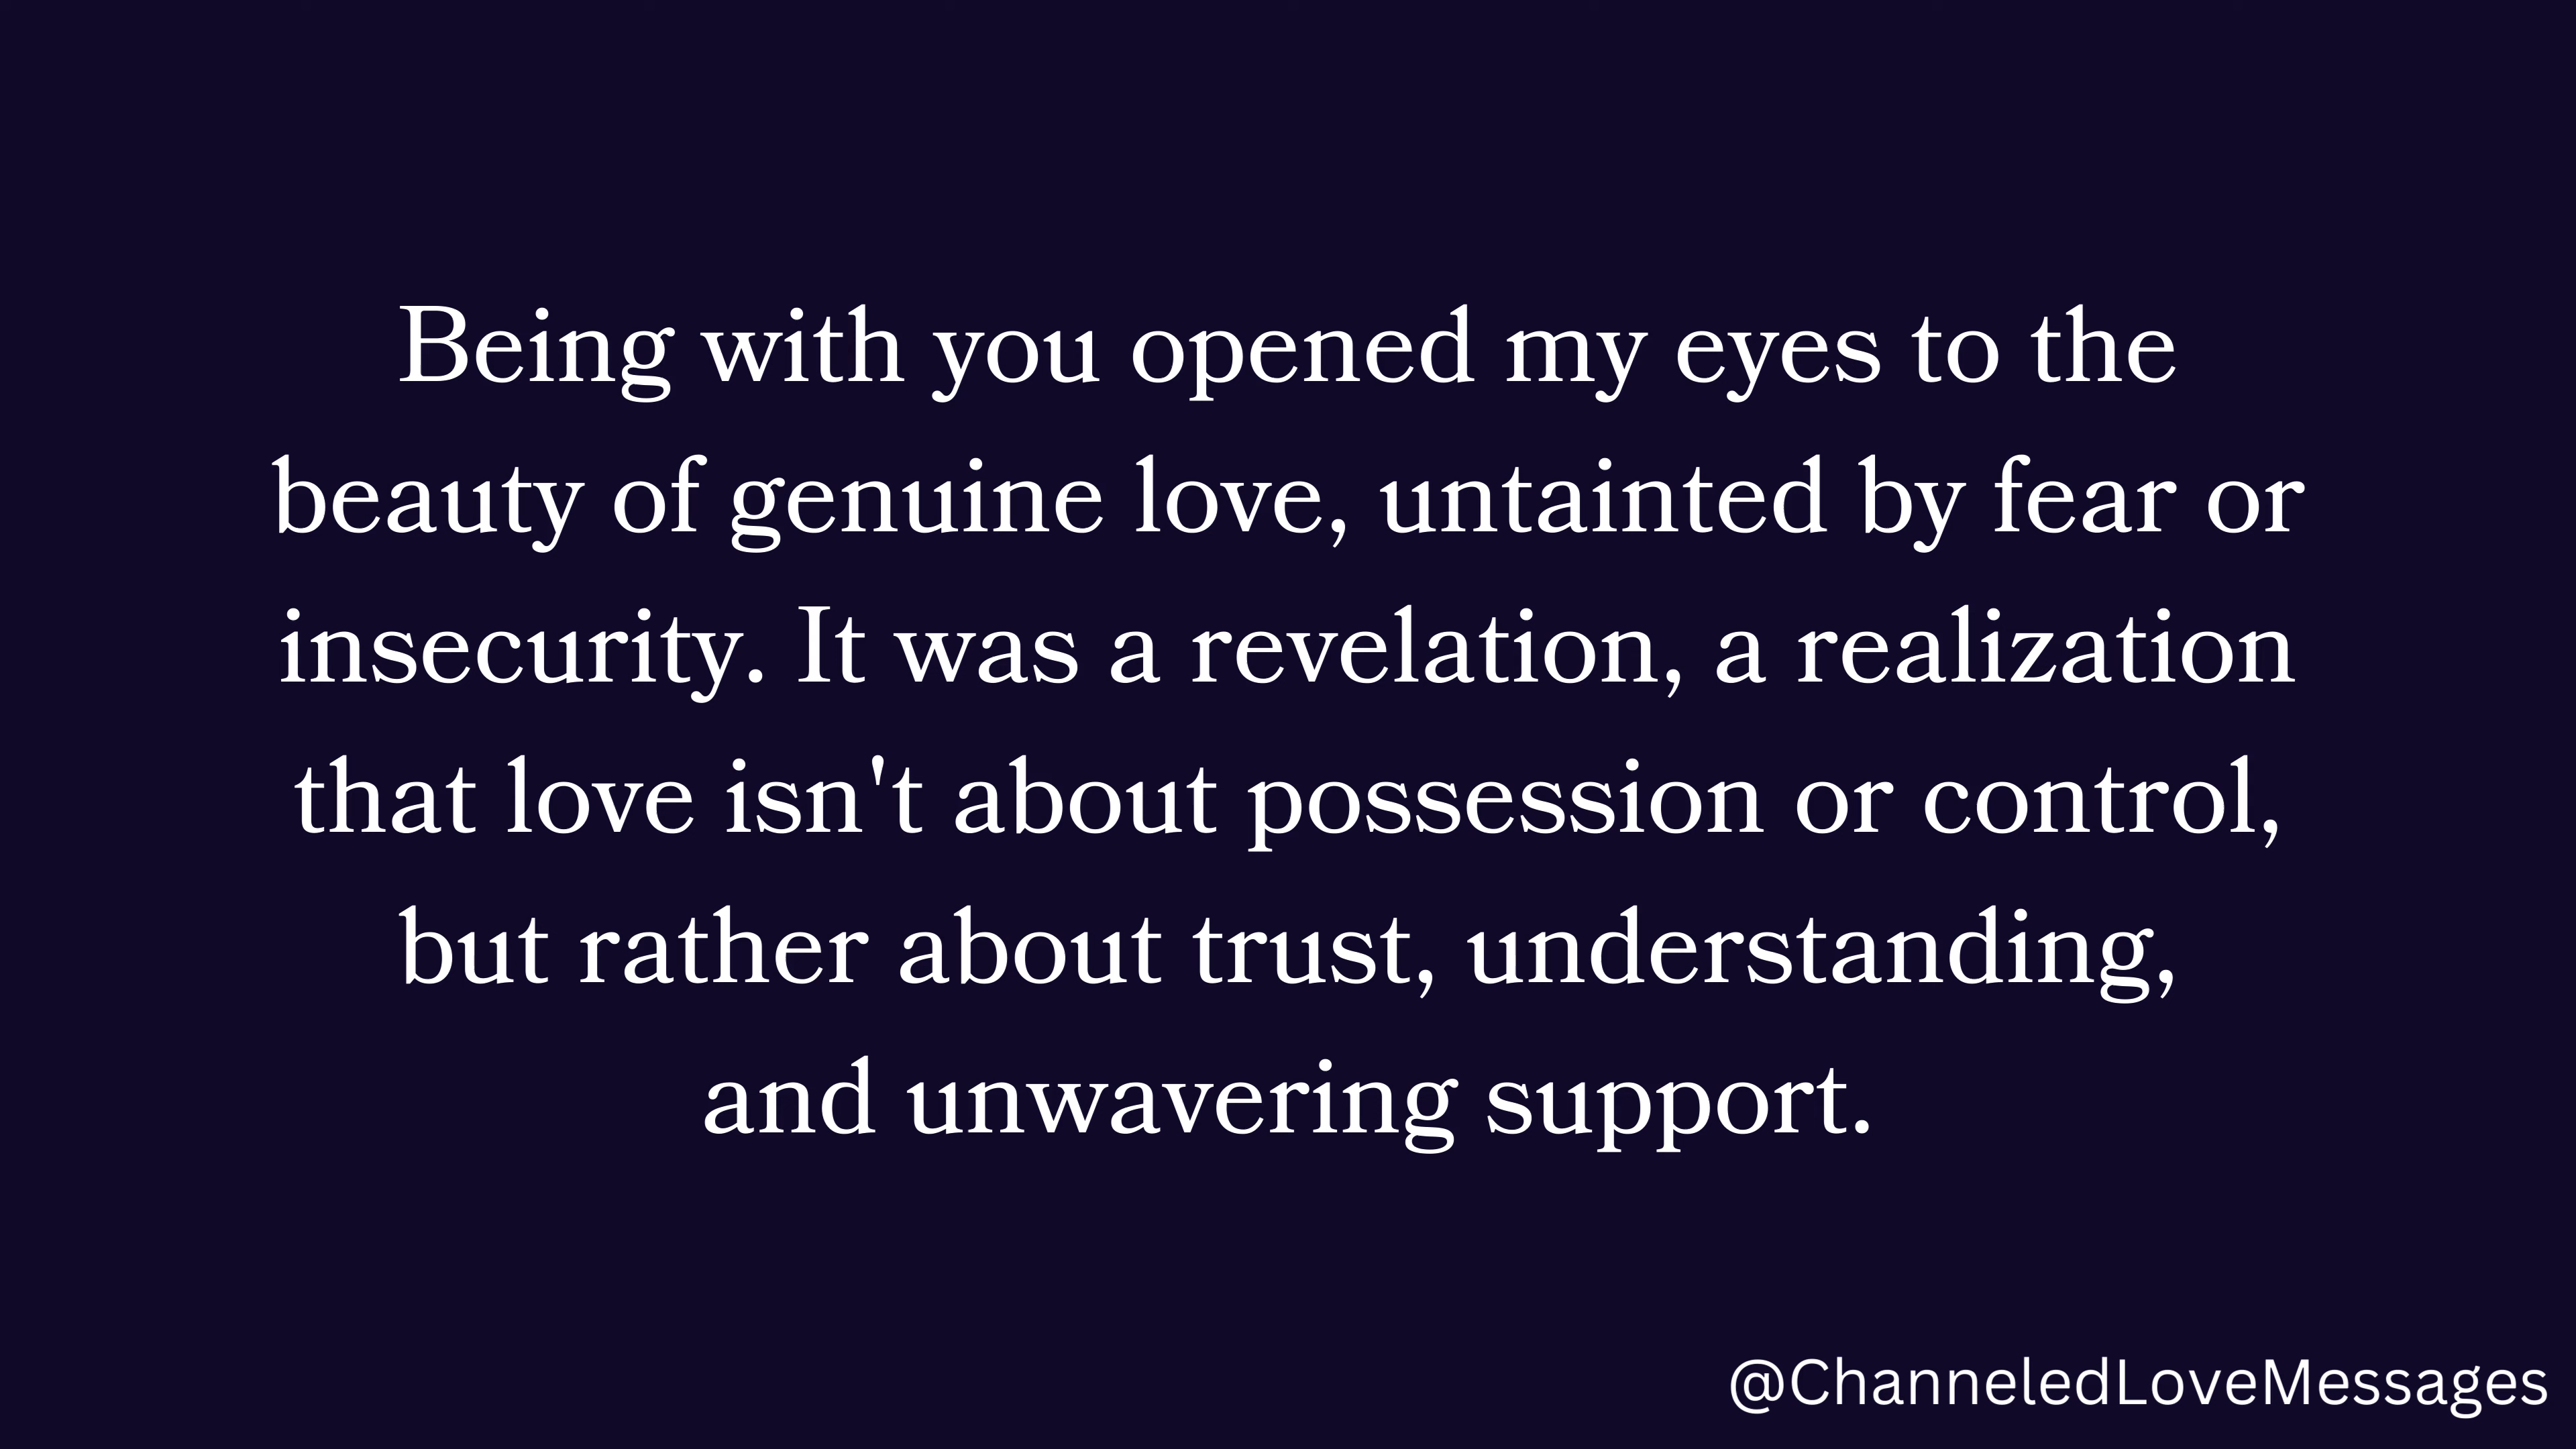 Being with you opened my eyes to the
beauty of genuine love, untainted by fear or
insecurity. It was a revelation, a realization
that love isn't about possession or control,
but rather about trust, understanding,
and unwavering support.
@ChanneledLoveMessages